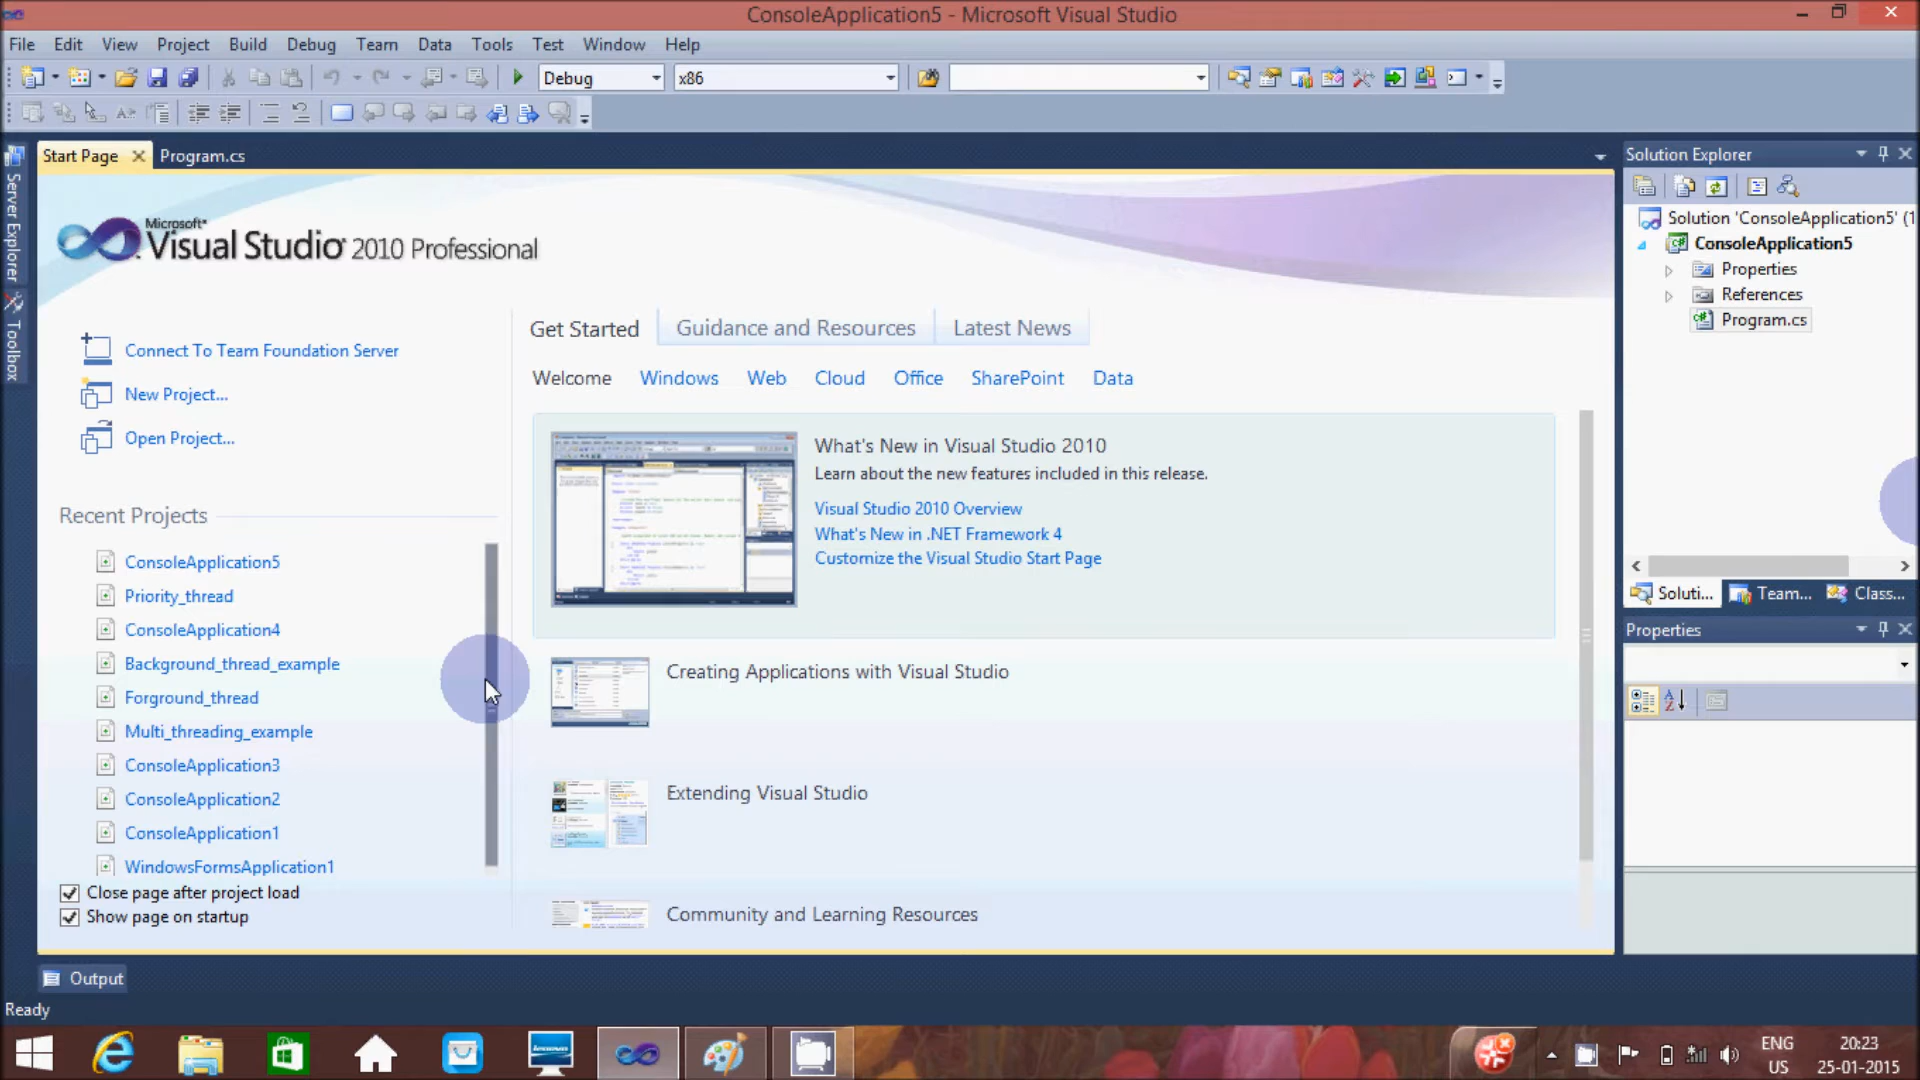 ConsoleApplication5 - Microsoft Visual Studio
File Edit View Project Build Debug Team Data Tools Test Window Help
Debug x86
Start Page Program.cs
Server Explorer
Toolbox
Microsoft®
Visual Studio® 2010 Professional
Connect To Team Foundation Server
New Project...
Open Project...
Recent Projects
ConsoleApplication5
Priority_thread
ConsoleApplication4
Background_thread_example
Forground_thread
Multi_threading_example
ConsoleApplication3
ConsoleApplication2
ConsoleApplication1
WindowsFormsApplication1
Close page after project load
Show page on startup
Get Started Guidance and Resources Latest News
Welcome Windows Web Cloud Office SharePoint Data
What's New in Visual Studio 2010
Learn about the new features included in this release.
Visual Studio 2010 Overview
What's New in .NET Framework 4
Customize the Visual Studio Start Page
Creating Applications with Visual Studio
Extending Visual Studio
Community and Learning Resources
Solution Explorer
Solution 'ConsoleApplication5' (1
ConsoleApplication5
Properties
References
Program.cs
Soluti... Team... Class...
Properties
Output
Ready
ENG
US
20:23
25-01-2015